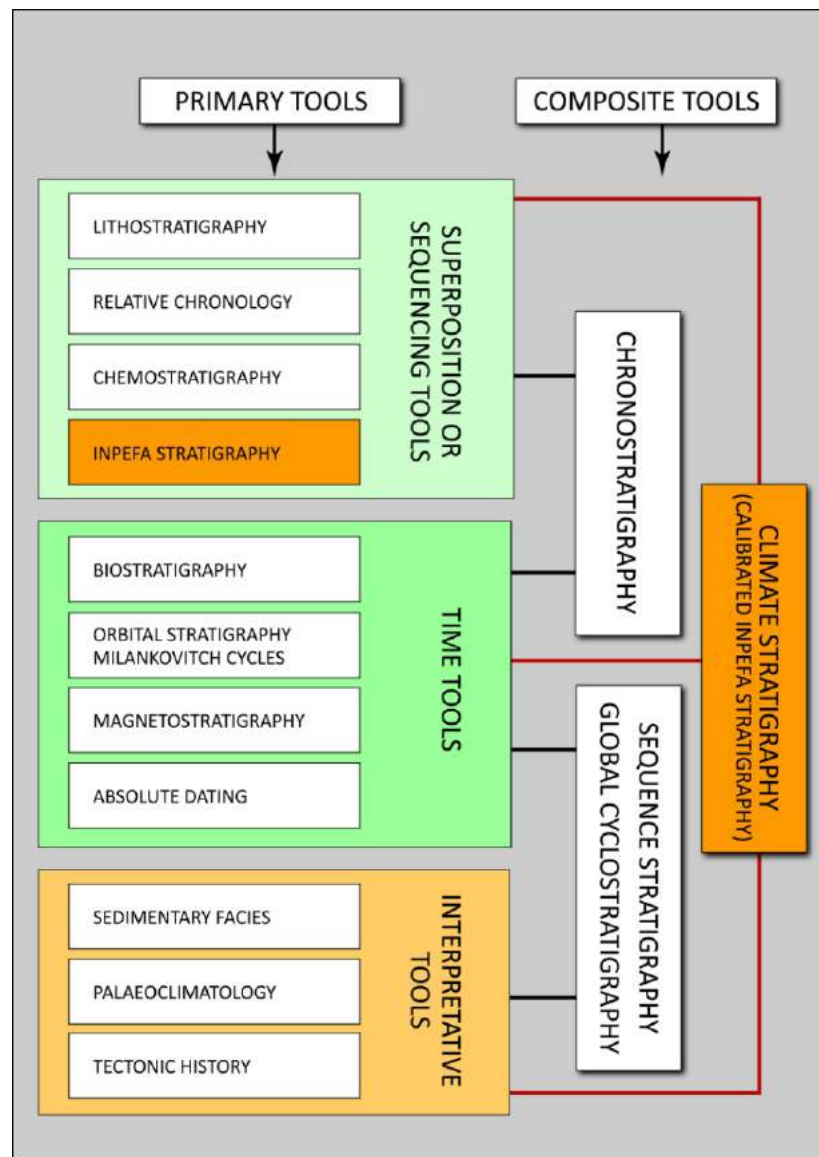 PRIMARY TOOLS
COMPOSITE TOOLS
LITHOSTRATIGRAPHY
RELATIVE CHRONOLOGY
CHEMOSTRATIGRAPHY
INPEFA STRATIGRAPHY
SUPERPOSITION OR
SEQUENCING TOOLS
BIOSTRATIGRAPHY
ORBITAL STRATIGRAPHY
MILANKOVITCH CYCLES
MAGNETOSTRATIGRAPHY
ABSOLUTE DATING
TIME TOOLS
SEDIMENTARY FACIES
PALAEOCLIMATOLOGY
TECTONIC HISTORY
INTERPRETATIVE
TOOLS
CHRONOSTRATIGRAPHY
SEQUENCE STRATIGRAPHY
GLOBAL CYCLOSTRATIGRAPHY
CLIMATE STRATIGRAPHY
(CALIBRATED INPEFA STRATIGRAPHY)